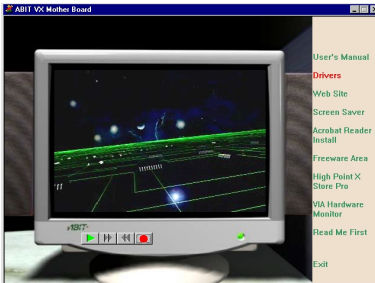 ABIT VX Mother Board
User's Manual
Drivers
Web Site
Screen Saver
Acrobat Reader
Install
Freeware Area
High Point X
Store Pro
VIA Hardware
Monitor
Read Me First
Exit
ABIT